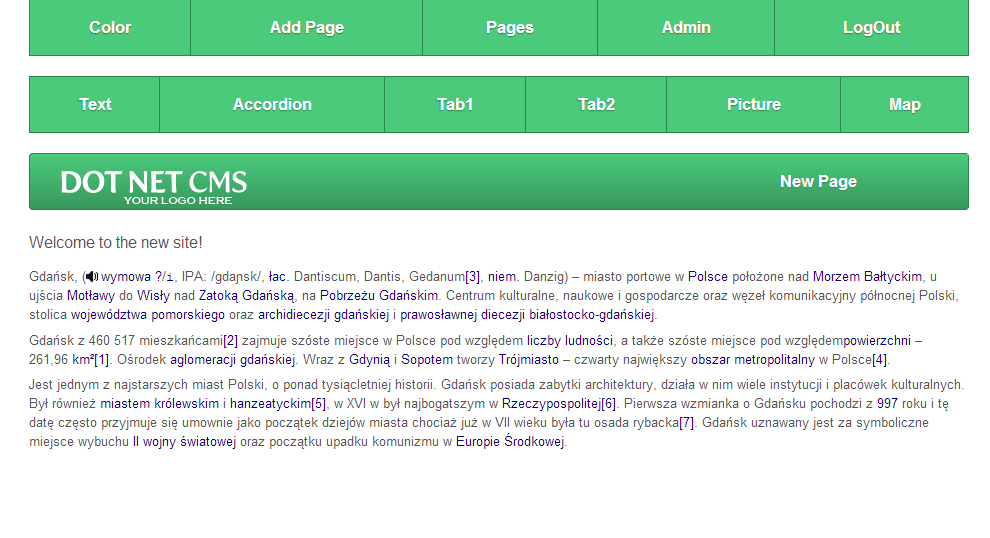 Color Add Page Pages Admin LogOut
Text Accordion Tab1 Tab2 Picture Map
DOT NET CMS New Page
YOUR LOGO HERE
Welcome to the new site!
Gdańsk, (wymowa ?/i, IPA: /gdaɲsk/, łac. Dantiscum, Dantis, Gedanum[3], niem. Danzig) – miasto portowe w Polsce położone nad Morzem Bałtyckim, u
ujścia Motławy do Wisły nad Zatoką Gdańską, na Pobrzeżu Gdańskim. Centrum kulturalne, naukowe i gospodarcze oraz węzeł komunikacyjny północnej Polski,
stolica województwa pomorskiego oraz archidiecezji gdańskiej i prawosławnej diecezji białostocko-gdańskiej.
Gdańsk z 460 517 mieszkańcami[2] zajmuje szóste miejsce w Polsce pod względem liczby ludności, a także szóste miejsce pod względempowierzchni –
261,96 km²[1]. Ośrodek aglomeracji gdańskiej. Wraz z Gdynią i Sopotem tworzy Trójmiasto – czwarty największy obszar metropolitalny w Polsce[4].
Jest jednym z najstarszych miast Polski, o ponad tysiącletniej historii. Gdańsk posiada zabytki architektury, działa w nim wiele instytucji i placówek kulturalnych.
Był również miastem królewskim i hanzeatyckim[5], w XVI w był najbogatszym w Rzeczypospolitej[6]. Pierwsza wzmianka o Gdańsku pochodzi z 997 roku i tę
datę często przyjmuje się umownie jako początek dziejów miasta chociaż już w VII wieku była tu osada rybacka[7]. Gdańsk uznawany jest za symboliczne
miejsce wybuchu II wojny światowej oraz początku upadku komunizmu w Europie Środkowej.